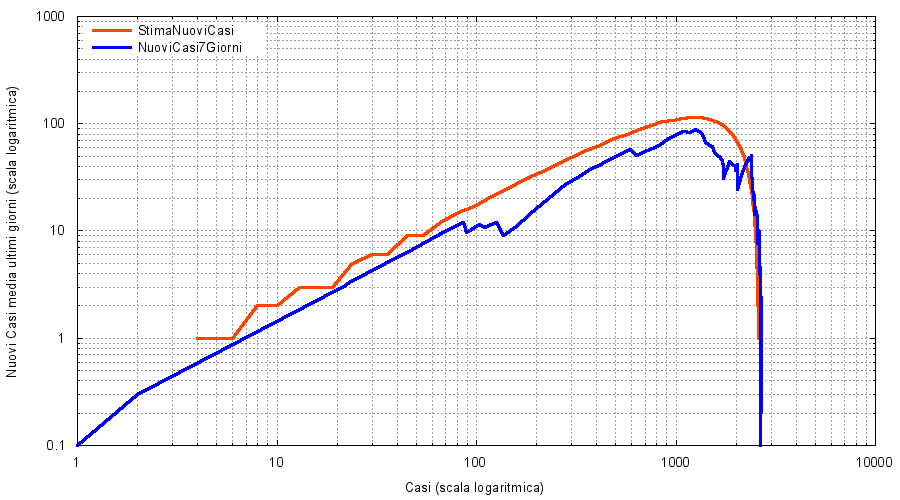 1000
StimaNuoviCasi
NuoviCasi7Giorni
100
10
1
0.1
Nuovi Casi media ultimi giorni (scala logaritmica)
1 10 100 1000 10000
Casi (scala logaritmica)